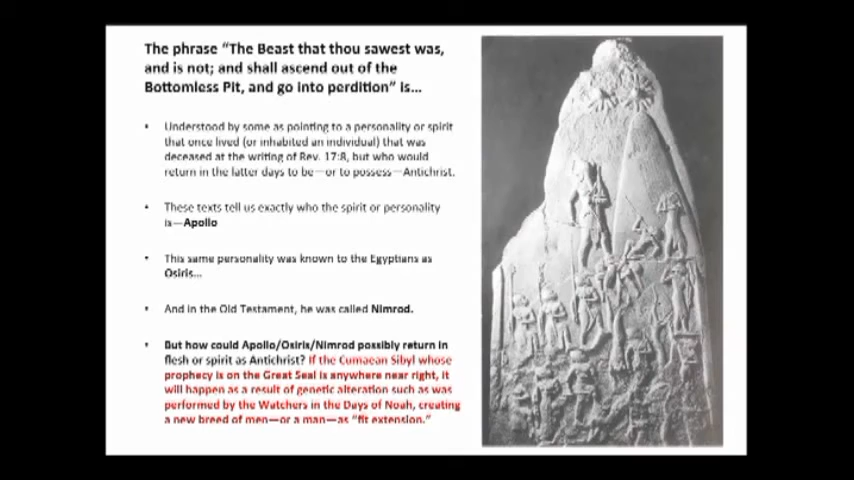 The phrase “The Beast that thou sawest was,
and is not; and shall ascend out of the
Bottomless Pit, and go into perdition” is...
• Understood by some as pointing to a personality or spirit
that once lived (or inhabited an individual) that was
deceased at the writing of Rev. 17:8, but who would
return in the latter days to be—or to possess—Antichrist.
• These texts tell us exactly who the spirit or personality
is—Apollo
• This same personality was known to the Egyptians as
Osiris...
• And in the Old Testament, he was called Nimrod.
• But how could Apollo/Osiris/Nimrod possibly return in
flesh or spirit as Antichrist? If the Cumaean Sibyl whose
prophecy is on the Great Seal is anywhere near right, it
will happen as a result of genetic alteration such as was
performed by the Watchers in the Days of Noah, creating
a new breed of men—or a man—as “fit extension.”